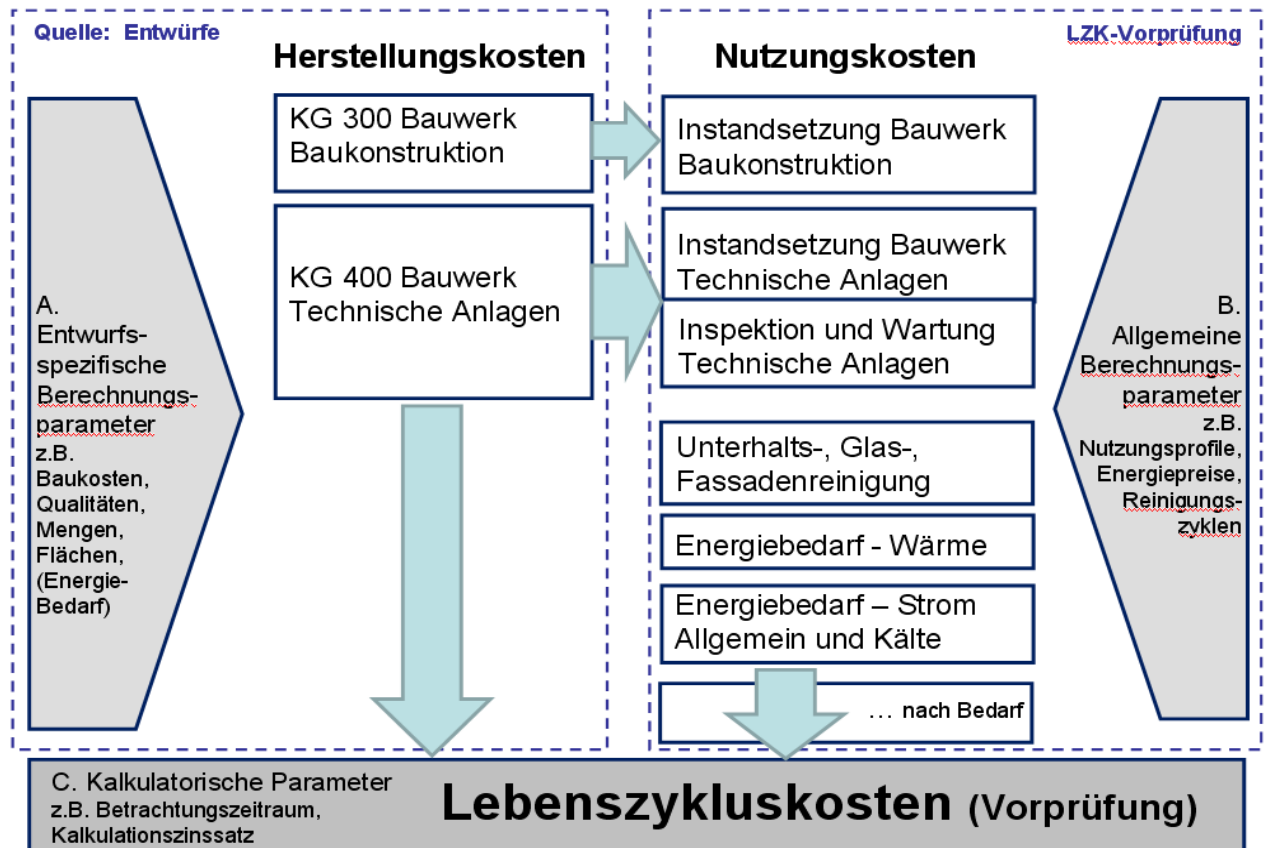 Quelle: Entwürfe
Herstellungskosten
KG 300 Bauwerk
Baukonstruktion
KG 400 Bauwerk
Technische Anlagen
A.
Entwurfs-
spezifische
Berechnungs-
parameter
z.B.
Baukosten,
Qualitäten,
Mengen,
Flächen,
(Energie-
Bedarf)
LZK-Vorprüfung
Nutzungskosten
Instandsetzung Bauwerk
Baukonstruktion
Instandsetzung Bauwerk
Technische Anlagen
Inspektion und Wartung
Technische Anlagen
Unterhalts-, Glas-,
Fassadenreinigung
Energiebedarf - Wärme
Energiebedarf – Strom
Allgemein und Kälte
... nach Bedarf
B.
Allgemeine
Berechnungs-
parameter
z.B.
Nutzungsprofile,
Energiepreise,
Reinigungs-
zyklen
C. Kalkulatorische Parameter
z.B. Betrachtungszeitraum,
Kalkulationszinssatz
Lebenszykluskosten (Vorprüfung)